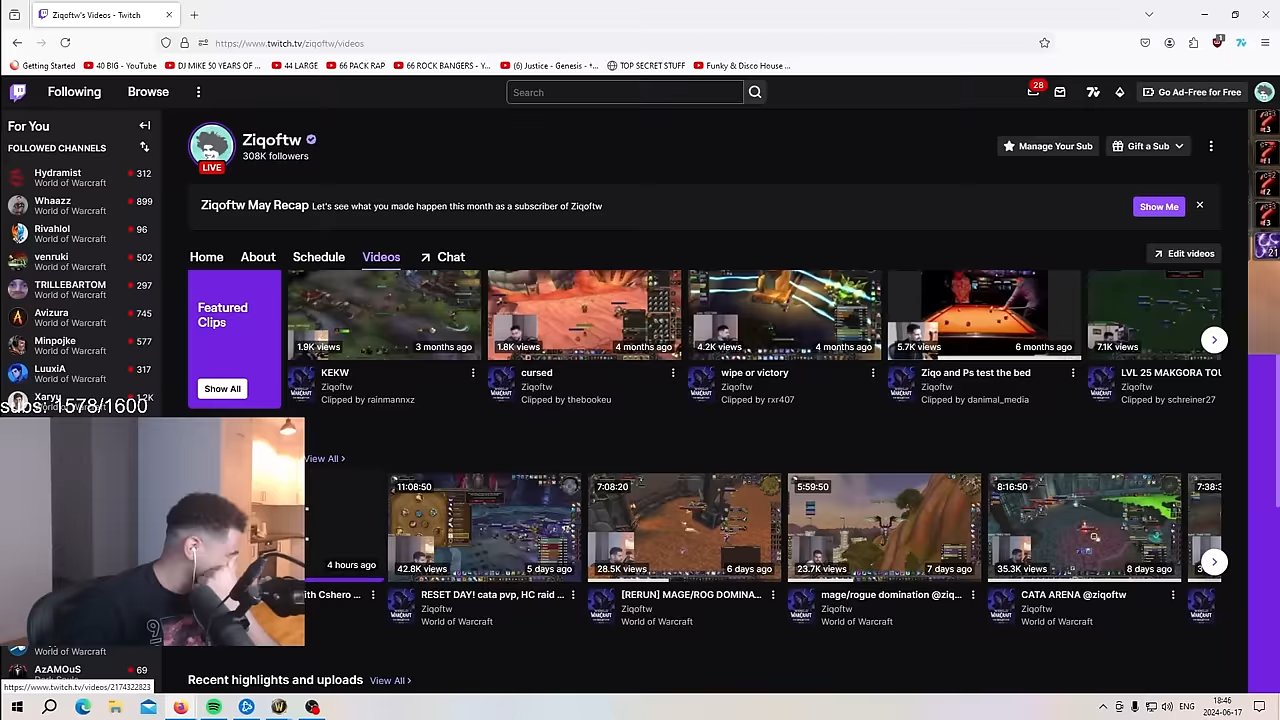 Ziqoftw's Videos - Twitch
https://www.twitch.tv/ziqoftw/videos
Getting Started
40 BIG - YouTube
DJ MIKE 50 YEARS OF ...
44 LARGE
66 PACK RAP
66 ROCK BANGERS - Y...
(6) Justice - Genesis - ...
TOP SECRET STUFF
Funky & Disco House ...
Following
Browse
Search
28
Go Ad-Free for Free
For You
FOLLOWED CHANNELS
Hydramist
312
World of Warcraft
Whaazz
899
World of Warcraft
Rivahlol
96
World of Warcraft
venruki
502
World of Warcraft
TRILLEBARTOM
297
World of Warcraft
Avizura
745
World of Warcraft
Minpojke
577
World of Warcraft
LuuxiA
317
World of Warcraft
Xaryu
subs: 1578/1600
World of Warcraft
AzAMOuS
69
https://www.twitch.tv/videos/2174322823
LIVE
Ziqoftw
308K followers
Manage Your Sub
Gift a Sub
Ziqoftw May Recap Let's see what you made happen this month as a subscriber of Ziqoftw
Show Me
Home
About
Schedule
Videos
Chat
Edit videos
Featured
Clips
Show All
1.9K views
3 months ago
KEKW
Ziqoftw
Clipped by rainmannxz
1.8K views
4 months ago
cursed
Ziqoftw
Clipped by thebookeu
4.2K views
4 months ago
wipe or victory
Ziqoftw
Clipped by rxr407
5.7K views
6 months ago
Ziqo and Ps test the bed
Ziqoftw
Clipped by danimal_media
7.1K views
LVL 25 MAKGORA TOU
Ziqoftw
Clipped by schreiner27
View All
4 hours ago
ith Cshero ...
11:08:50
42.8K views
5 days ago
RESET DAY! cata pvp, HC raid ...
Ziqoftw
World of Warcraft
7:08:20
28.5K views
6 days ago
[RERUN] MAGE/ROG DOMINA...
Ziqoftw
World of Warcraft
5:59:50
23.7K views
7 days ago
mage/rogue domination @ziq...
Ziqoftw
World of Warcraft
8:16:50
35.3K views
8 days ago
CATA ARENA @ziqoftw
Ziqoftw
World of Warcraft
7:38:3
Recent highlights and uploads
View All
21
ENG
18:46
2024-06-17